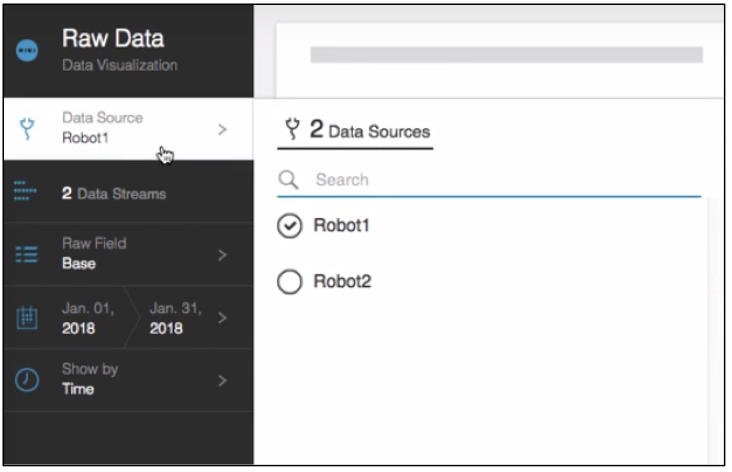 Raw Data
Data Visualization
Data Source
Robot1
2 Data Streams
Raw Field
Base
Jan. 01, Jan. 31,
2018 2018
Show by
Time
2 Data Sources
Search
Robot1
Robot2